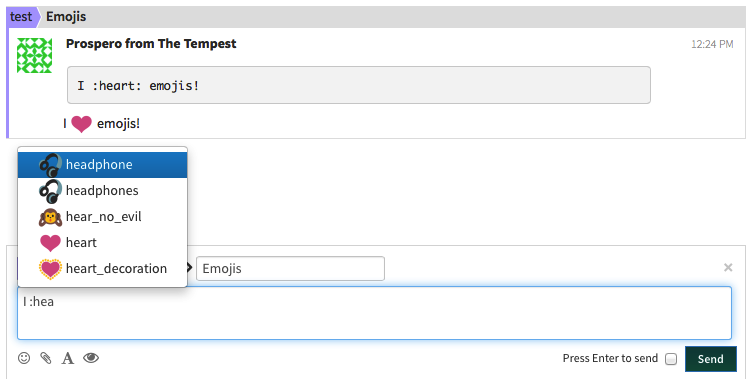 test Emojis
Prospero from The Tempest 12:24 PM
I :heart: emojis!
I emojis!
headphone
headphones
hear_no_evil
heart
heart_decoration
Emojis ×
I :hea
A Press Enter to send Send